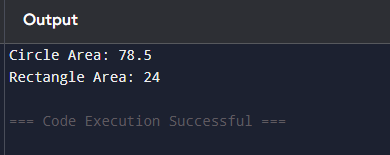 Output
Circle Area: 78.5
Rectangle Area: 24
=== Code Execution Successful ===